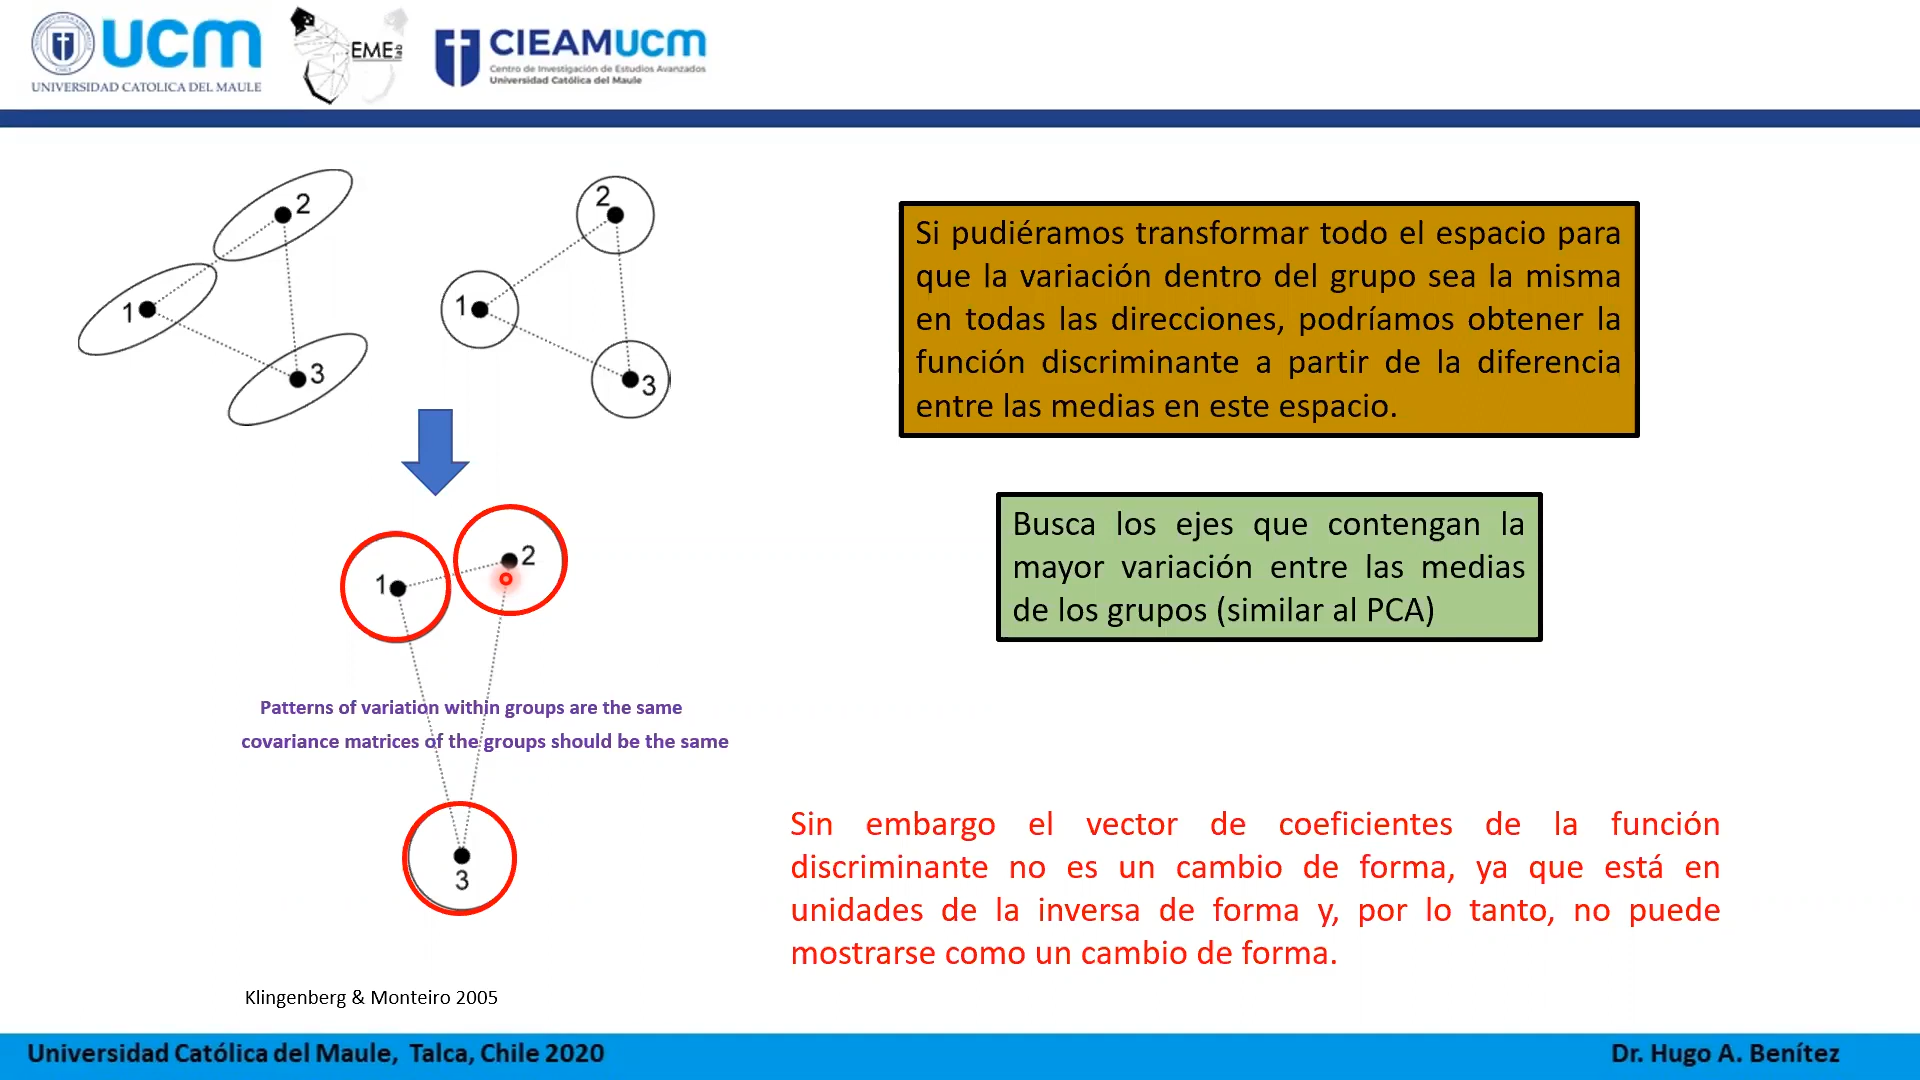 ucm
UNIVERSIDAD CATOLICA DEL MAULE
EME lab
CIEAMUCM
Centro de Investigación de Estudios Avanzados
Universidad Católica del Maule
2
1
3
2
1
3
Si pudiéramos transformar todo el espacio para
que la variación dentro del grupo sea la misma
en todas las direcciones, podríamos obtener la
función discriminante a partir de la diferencia
entre las medias en este espacio.
1
2
3
Busca los ejes que contengan la
mayor variación entre las medias
de los grupos (similar al PCA)
Patterns of variation within groups are the same
covariance matrices of the groups should be the same
Sin embargo el vector de coeficientes de la función
discriminante no es un cambio de forma, ya que está en
unidades de la inversa de forma y, por lo tanto, no puede
mostrarse como un cambio de forma.
Klingenberg & Monteiro 2005
Universidad Católica del Maule, Talca, Chile 2020
Dr. Hugo A. Benítez